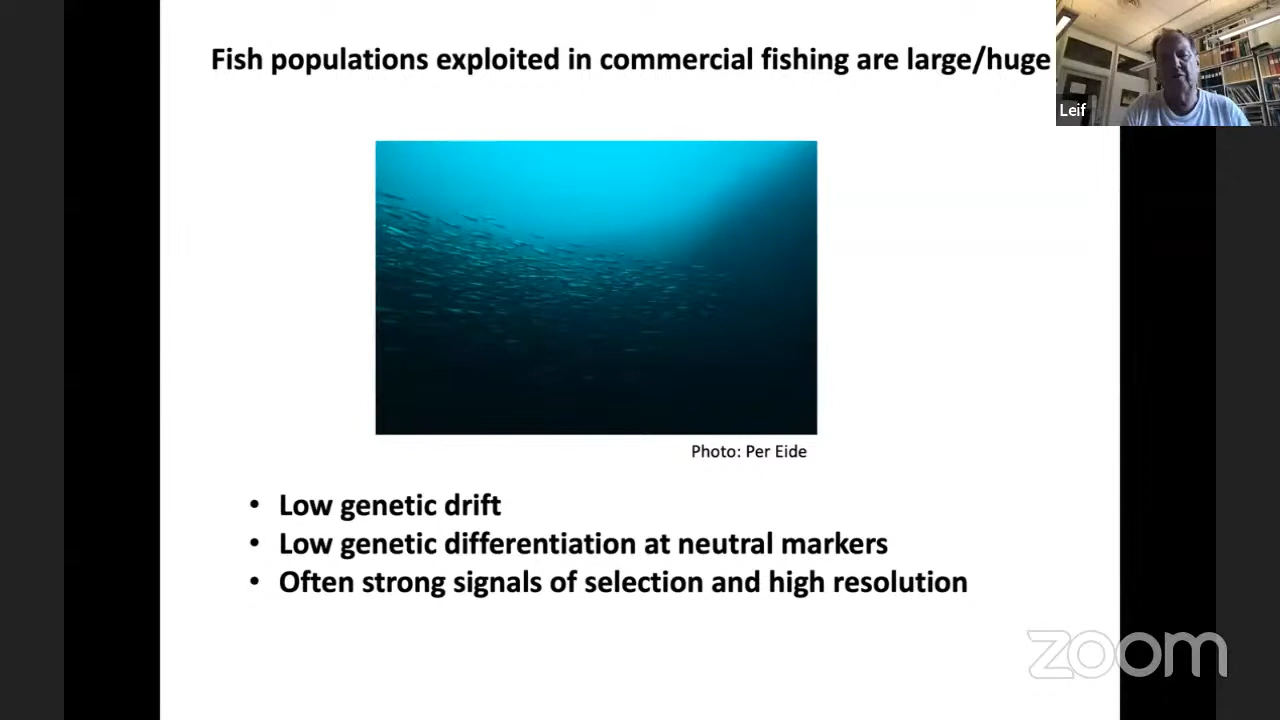 Fish populations exploited in commercial fishing are large/huge
Leif
Photo: Per Eide
• Low genetic drift
• Low genetic differentiation at neutral markers
• Often strong signals of selection and high resolution
zoom